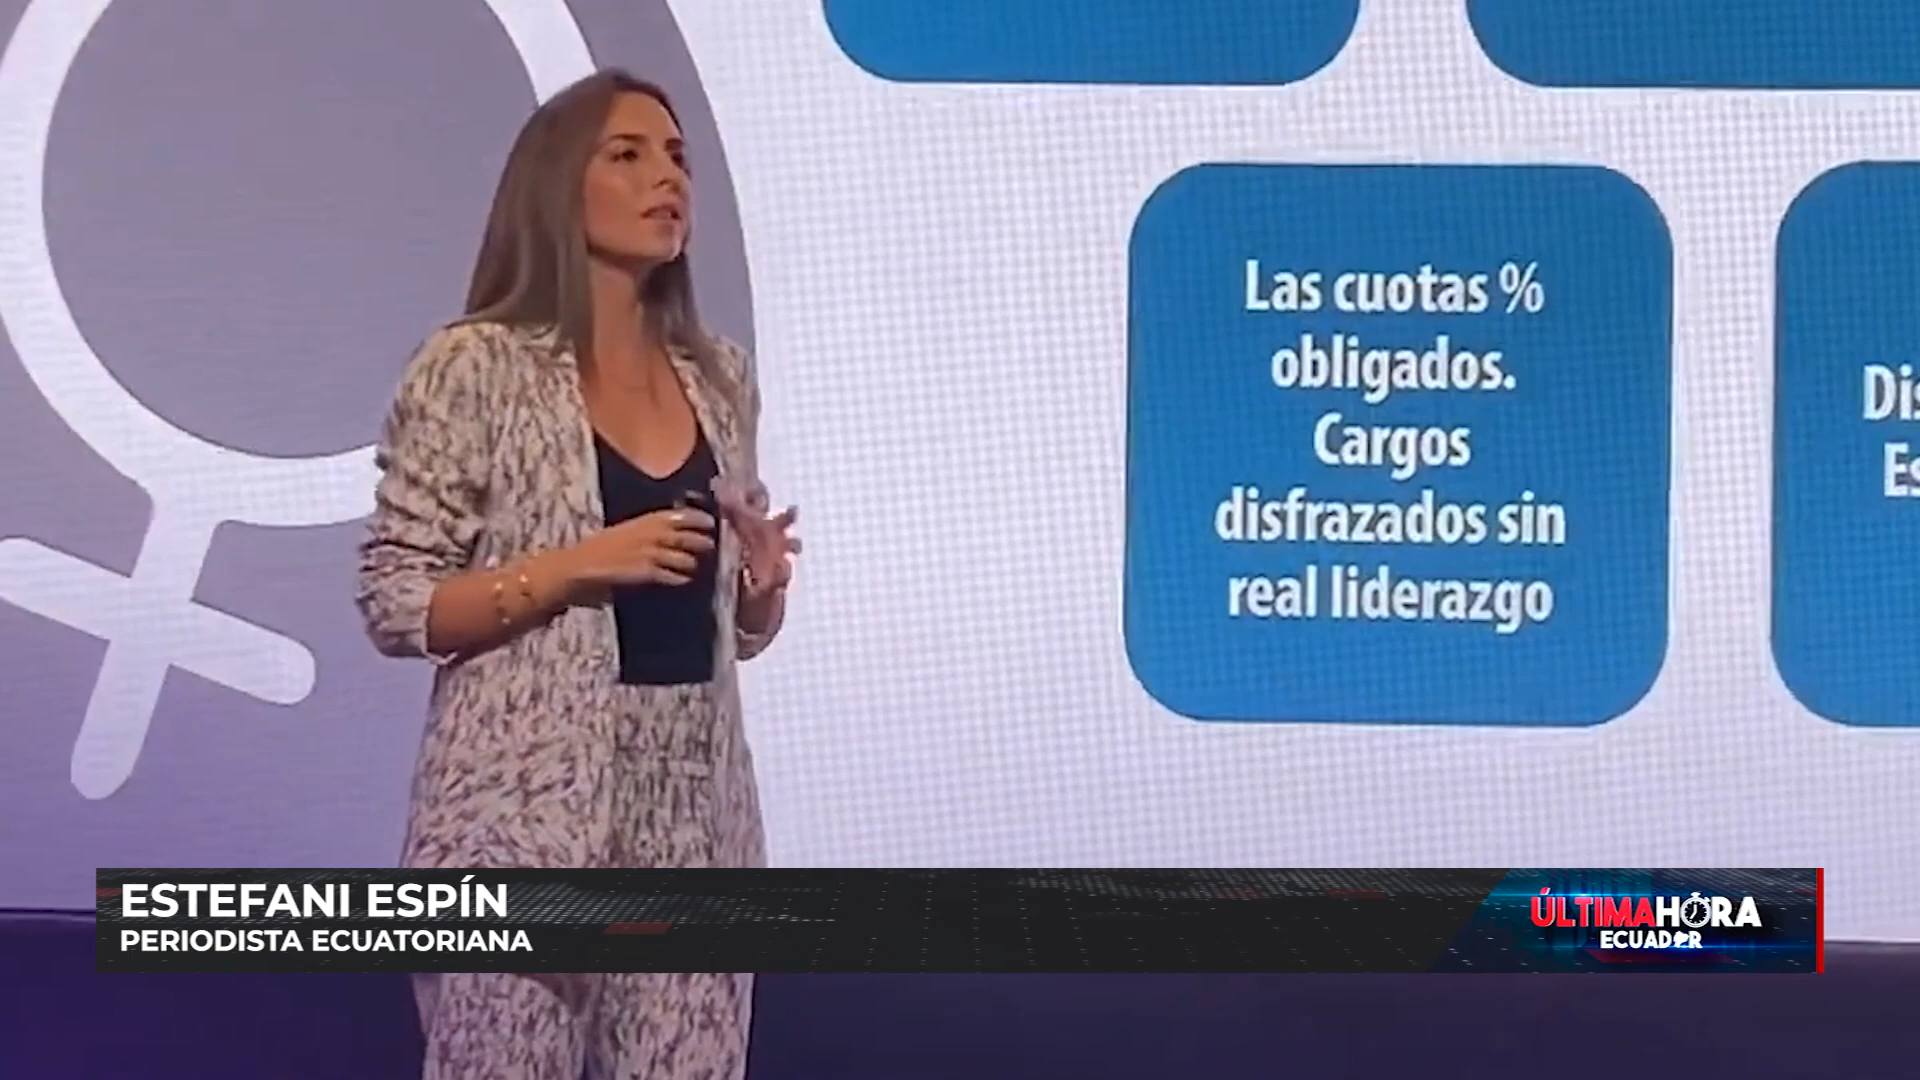 Las cuotas %
obligados.
Cargos
disfrazados sin
real liderazgo
ESTEFANI ESPÍN
PERIODISTA ECUATORIANA
ÚLTIMAHORA
ECUADOR